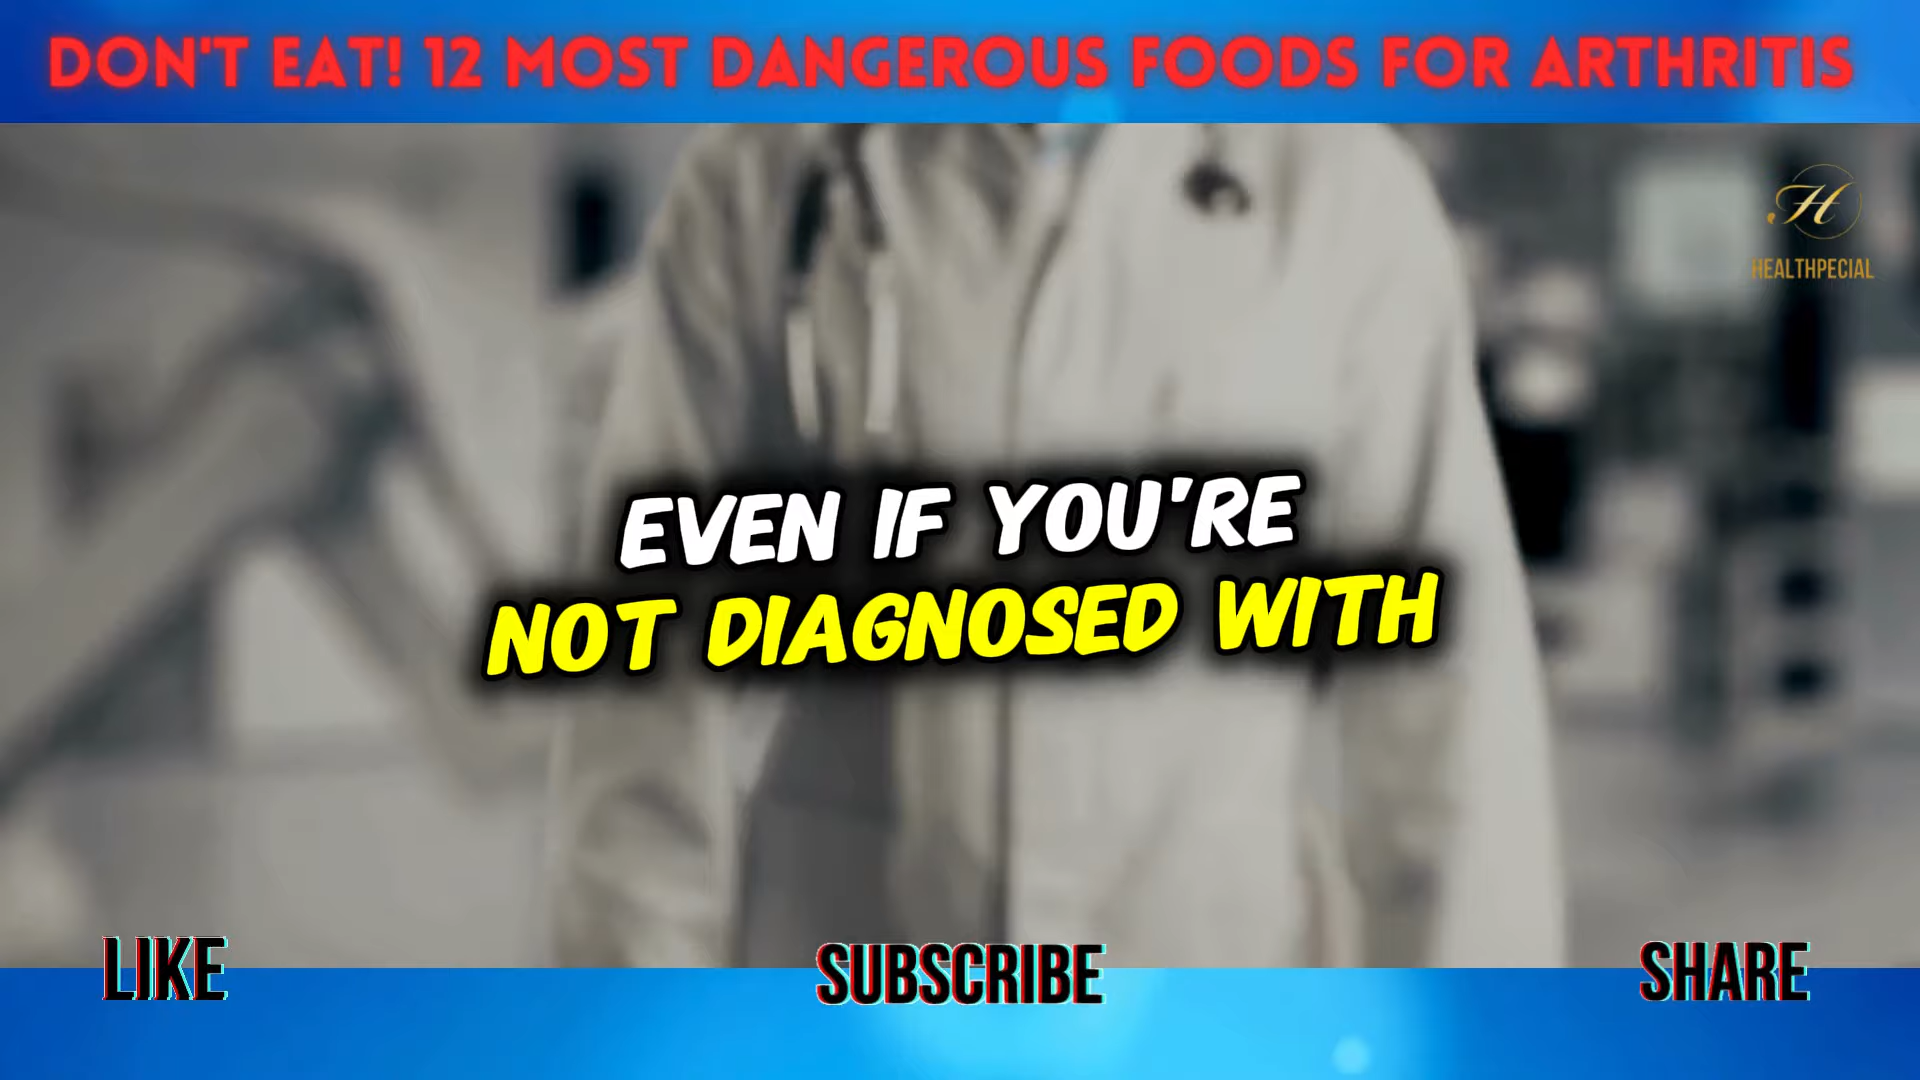 DON'T EAT! 12 MOST DANGEROUS FOODS FOR ARTHRITIS
H
HEALTHPECIAL
EVEN IF YOU'RE
NOT DIAGNOSED WITH
LIKE
SUBSCRIBE
SHARE